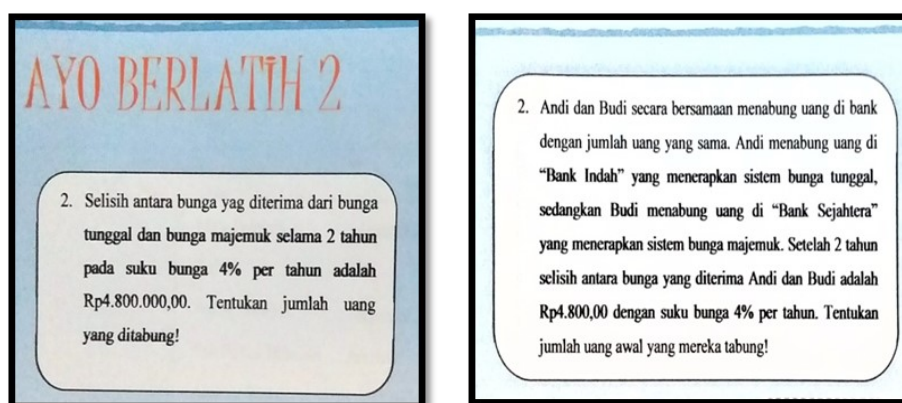 AYO BERLATIH 2
2. Selisih antara bunga yag diterima dari bunga
tunggal dan bunga majemuk selama 2 tahun
pada suku bunga 4% per tahun adalah
Rp4.800.000,00. Tentukan jumlah uang
yang ditabung!
2. Andi dan Budi secara bersamaan menabung uang di bank
dengan jumlah uang yang sama. Andi menabung uang di
“Bank Indah” yang menerapkan sistem bunga tunggal,
sedangkan Budi menabung uang di “Bank Sejahtera”
yang menerapkan sistem bunga majemuk. Setelah 2 tahun
selisih antara bunga yang diterima Andi dan Budi adalah
Rp4.800,00 dengan suku bunga 4% per tahun. Tentukan
jumlah uang awal yang mereka tabung!